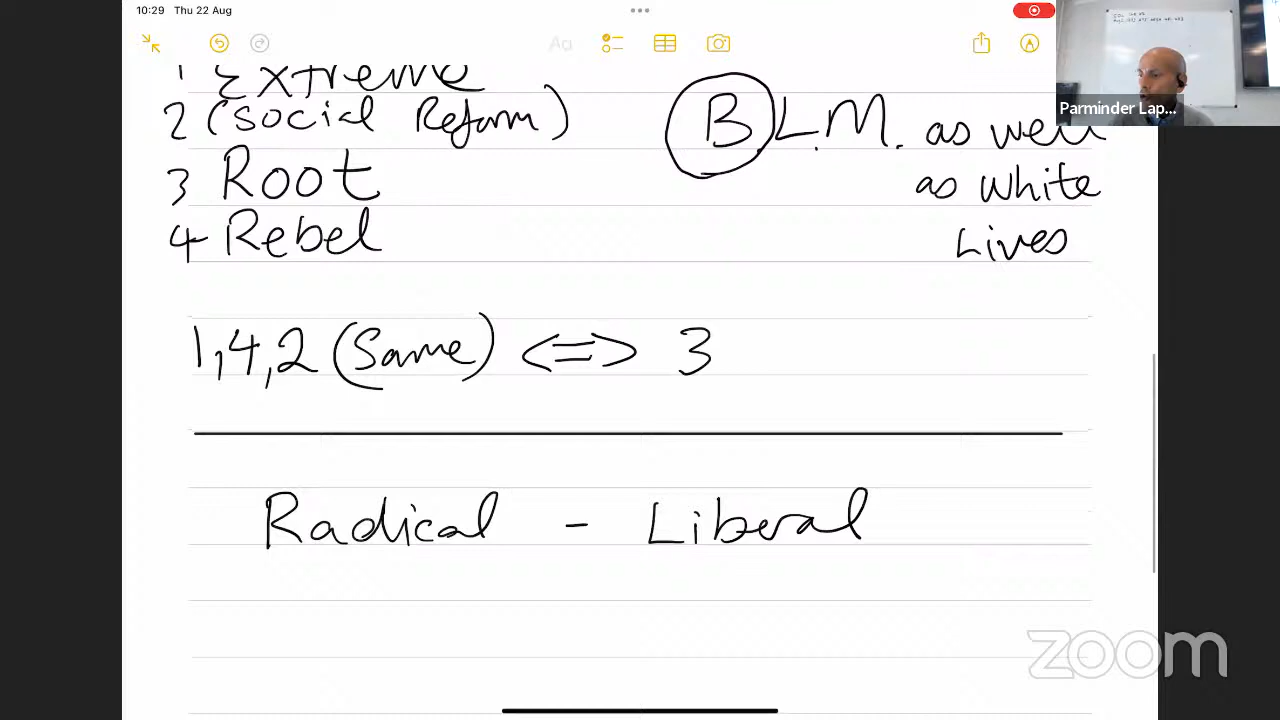 10:29 Thu 22 Aug
Aa
Parminder Lap...
1 Extreme
2 (Social Reform)
3 Root
4 Rebel
B.L.M. as well
as White
Lives
1,4,2 (Same) <=> 3
Radical - Liberal
zoom